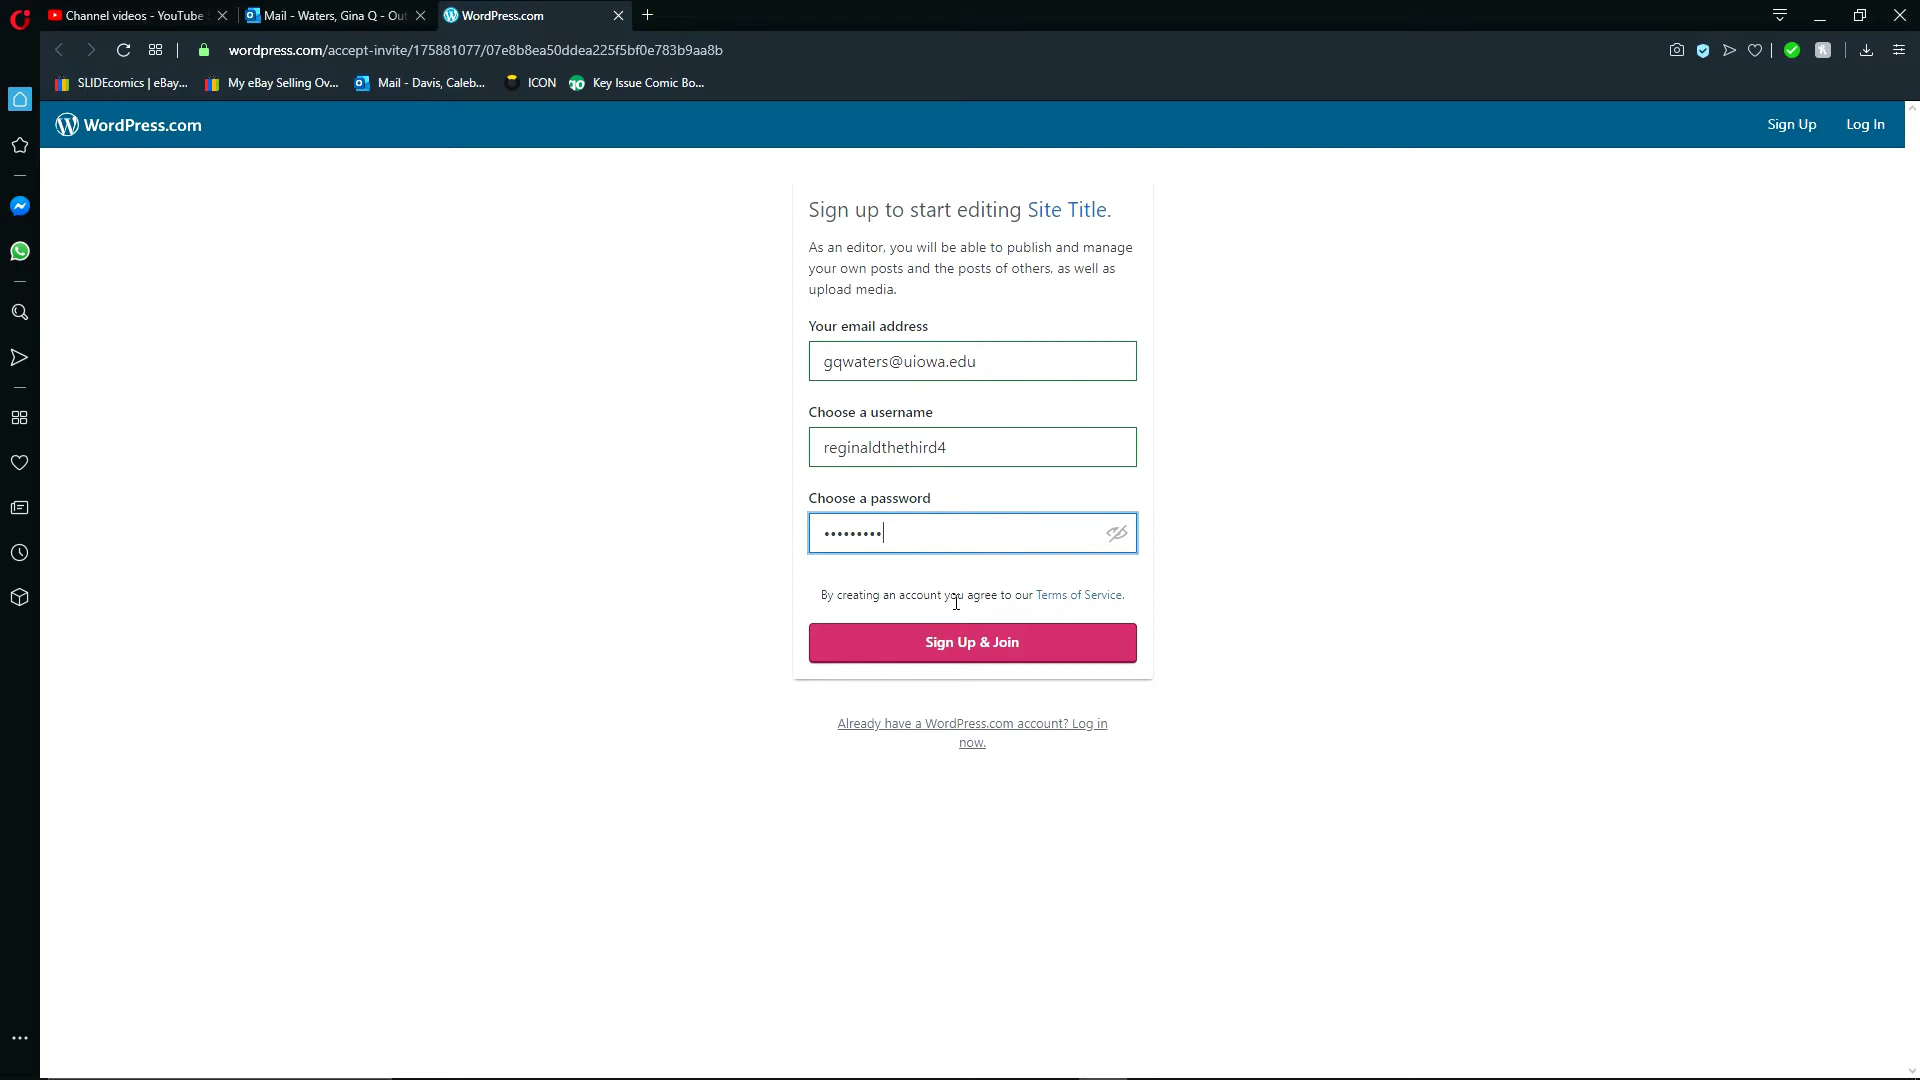 Channel videos - YouTube
Mail - Waters, Gina Q - Out
WordPress.com
wordpress.com/accept-invite/175881077/07e8b8ea50ddea225f5bf0e783b9aa8b
SLIDEcomics | eBay...
My eBay Selling Ov...
Mail - Davis, Caleb...
ICON
go
Key Issue Comic Bo...
WordPress.com
Sign Up
Log In
Sign up to start editing Site Title.
As an editor, you will be able to publish and manage
your own posts and the posts of others, as well as
upload media.
Your email address
gqwaters@uiowa.edu
Choose a username
reginaldthethird4
Choose a password
•••••••••
By creating an account you agree to our Terms of Service.
Sign Up & Join
Already have a WordPress.com account? Log in
now.